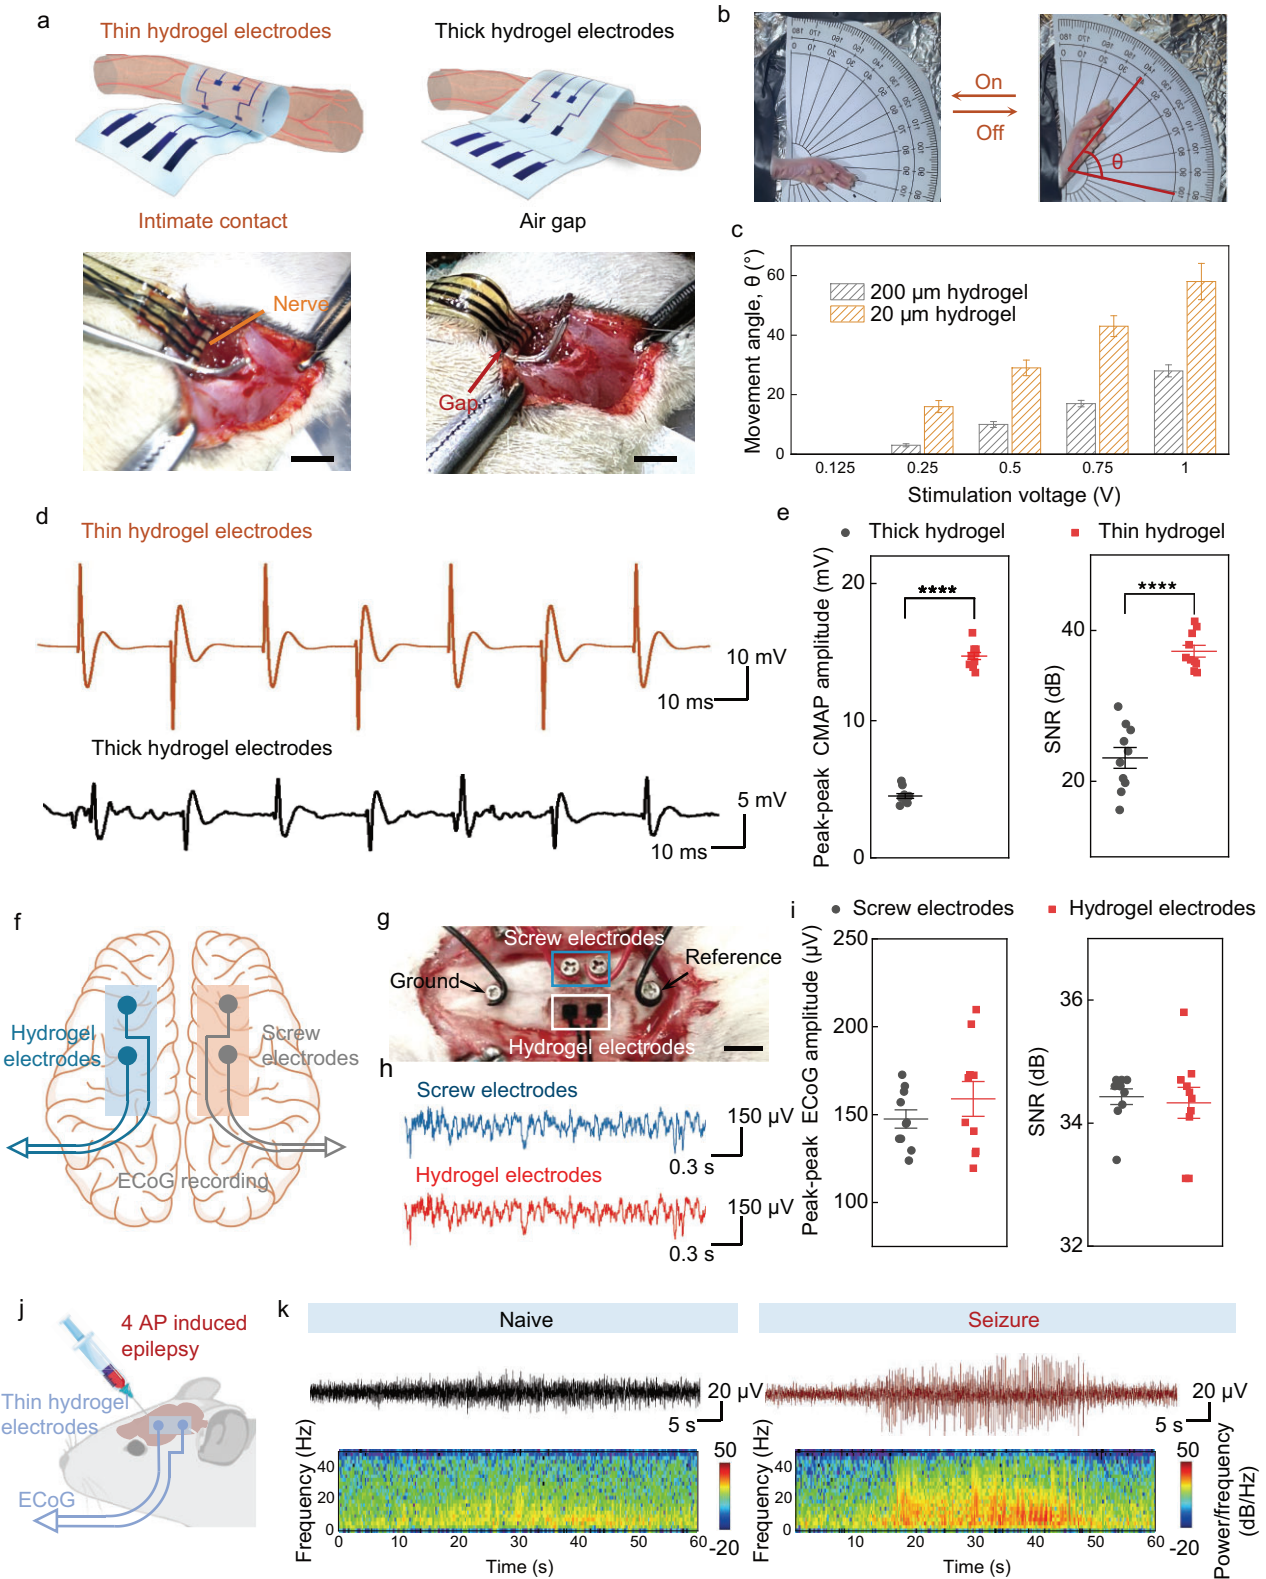 a
Thin hydrogel electrodes
Thick hydrogel electrodes
Intimate contact
Air gap
Nerve
Gap
b
On
Off
θ
c
Movement angle, θ (°)
60
40
20
0
200 µm hydrogel
20 µm hydrogel
0.125 0.25 0.5 0.75 1
Stimulation voltage (V)
d
Thin hydrogel electrodes
10 mV
10 ms
Thick hydrogel electrodes
5 mV
10 ms
e
Thick hydrogel
Thin hydrogel
Peak-peak CMAP amplitude (mV)
20
10
0
****
SNR (dB)
40
20
****
f
Hydrogel
electrodes
Screw
electrodes
ECoG recording
g
Screw electrodes
Ground
Reference
Hydrogel electrodes
h
Screw electrodes
150 µV
0.3 s
Hydrogel electrodes
150 µV
0.3 s
i
Screw electrodes
Hydrogel electrodes
Peak-peak ECoG amplitude (µV)
250
200
150
100
SNR (dB)
36
34
32
j
4 AP induced
epilepsy
Thin hydrogel
electrodes
ECoG
k
Naive
20 µV
5 s
Frequency (Hz)
40
20
0
0 10 20 30 40 50 60
Time (s)
50
-20
Seizure
20 µV
5 s
Frequency (Hz)
40
20
0
0 10 20 30 40 50 60
Time (s)
50
-20
Power/frequency
(dB/Hz)